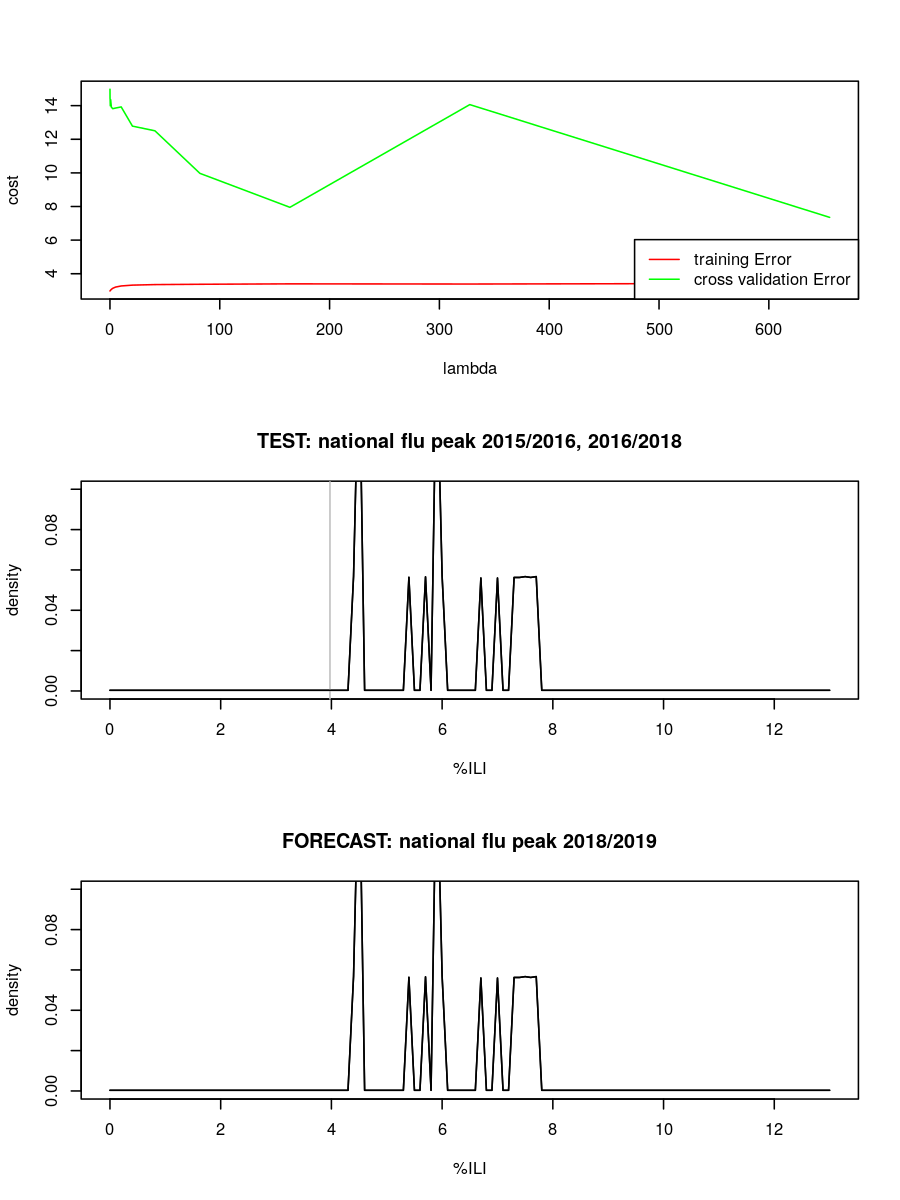 14
12
10
8
6
4
cost
training Error
cross validation Error
0 100 200 300 400 500 600
lambda
TEST: national flu peak 2015/2016, 2016/2018
0.08
0.04
0.00
density
0 2 4 6 8 10 12
%ILI
FORECAST: national flu peak 2018/2019
0.08
0.04
0.00
density
0 2 4 6 8 10 12
%ILI